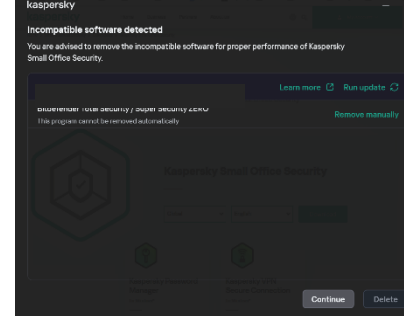 kaspersky
Incompatible software detected
You are advised to remove the incompatible software for proper performance of Kaspersky
Small Office Security.
Learn more Run update
Bitdefender Total Security / Super Security ZERO
Remove manually
This program cannot be removed automatically
Kaspersky Small Office Security
Continue Delete